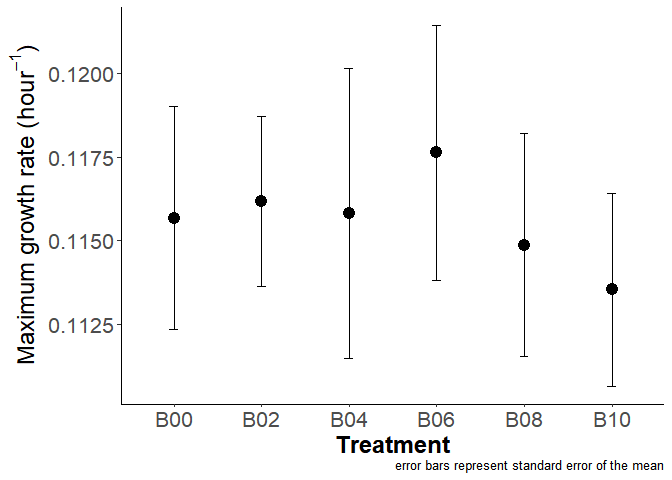 Maximum growth rate (hour⁻¹)
0.1200
0.1175
0.1150
0.1125
B00 B02 B04 B06 B08 B10
Treatment
error bars represent standard error of the mean